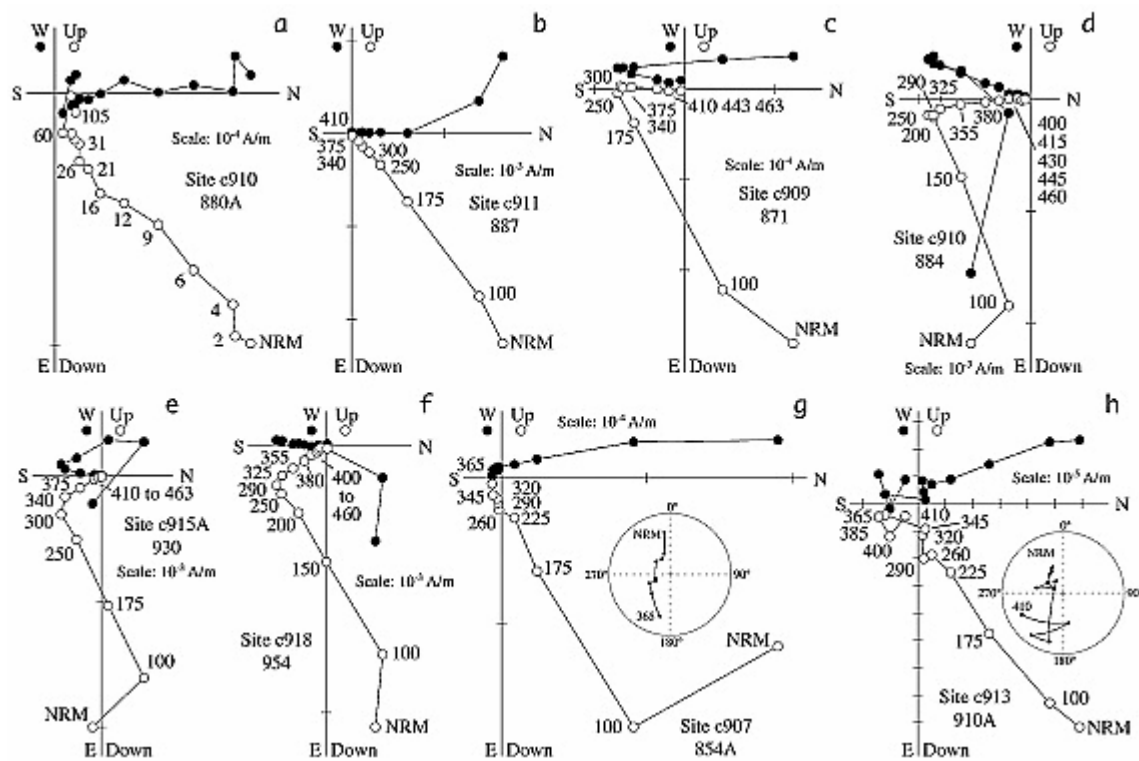 a
W Up
S N
105
60
31
26 21
16
12
9
6
4
2 NRM
Scale: 10⁻⁴ A/m
Site c910
880A
E Down
b
W Up
410
S N
375
340
300
250
175
100
NRM
Scale: 10⁻³ A/m
Site c911
887
E Down
c
W Up
300
S N
250
375
340
410 443 463
175
100
NRM
Scale: 10⁻⁴ A/m
Site c909
871
E Down
d
W Up
290
325
S N
250
200
355
380
400
415
430
445
460
150
Site c910
884
100
NRM
Scale: 10⁻³ A/m
E Down
e
W Up
S N
375
340
300
410 to 463
Site c915A
930
250
Scale: 10⁻³ A/m
175
100
NRM
E Down
f
W Up
S N
355
325
380
290
250
200
400
to
460
150
Scale: 10⁻³ A/m
Site c918
954
100
NRM
E Down
g
W Up
Scale: 10⁻⁴ A/m
365
S N
345
320
290
260 225
175
0°
NRM
270° 90°
365
180°
NRM
100
Site c907
854A
E Down
h
W Up
Scale: 10⁻⁵ A/m
S N
365
385
400
410
345
320
290
260
225
175
0°
NRM
270° 90
410
180°
100
NRM
Site c913
910A
E Down